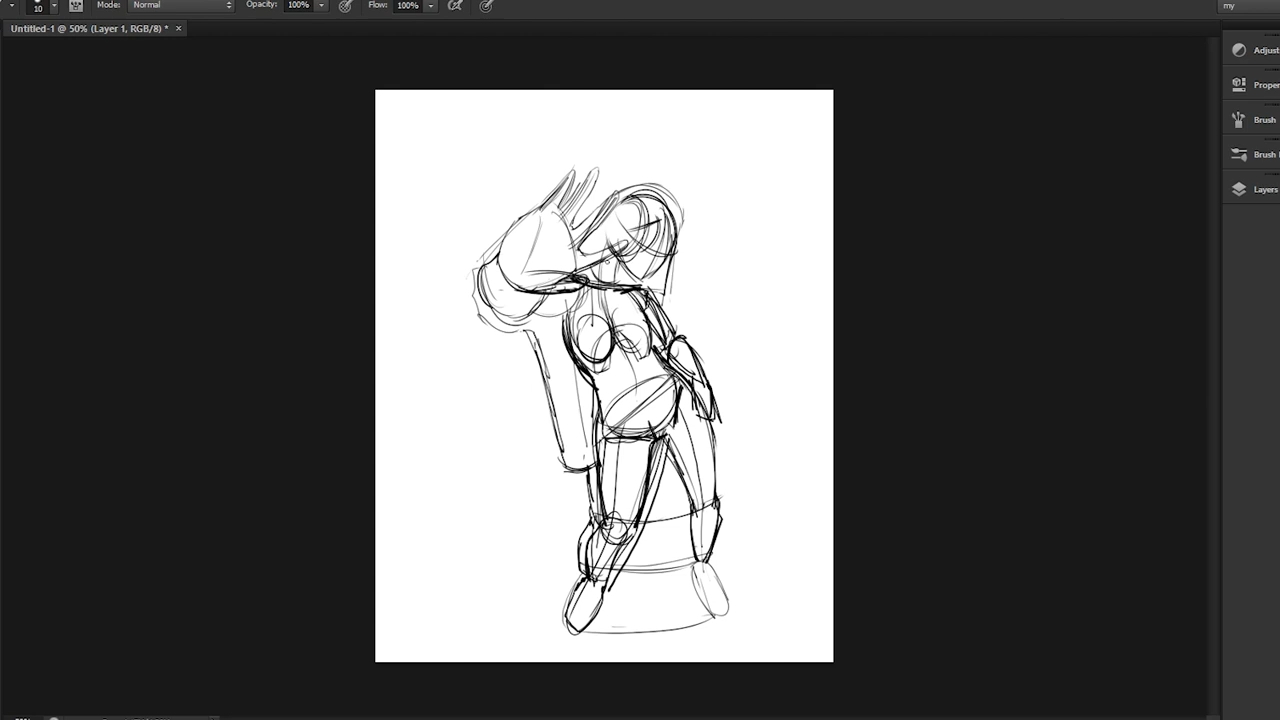 10 Mode: Normal Opacity: 100% Flow: 100% my
Untitled-1 @ 50% (Layer 1, RGB/8) * ×
Adjust
Proper
Brush
Brush
Layers